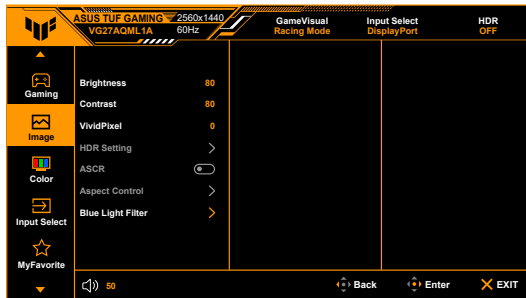 ASUS TUF GAMING
VG27AQML1A
2560x1440
60Hz
GameVisual
Racing Mode
Input Select
DisplayPort
HDR
OFF
Gaming
Image
Color
Input Select
MyFavorite
Brightness 80
Contrast 80
VividPixel 0
HDR Setting
ASCR
Aspect Control
Blue Light Filter
50
Back
Enter
EXIT